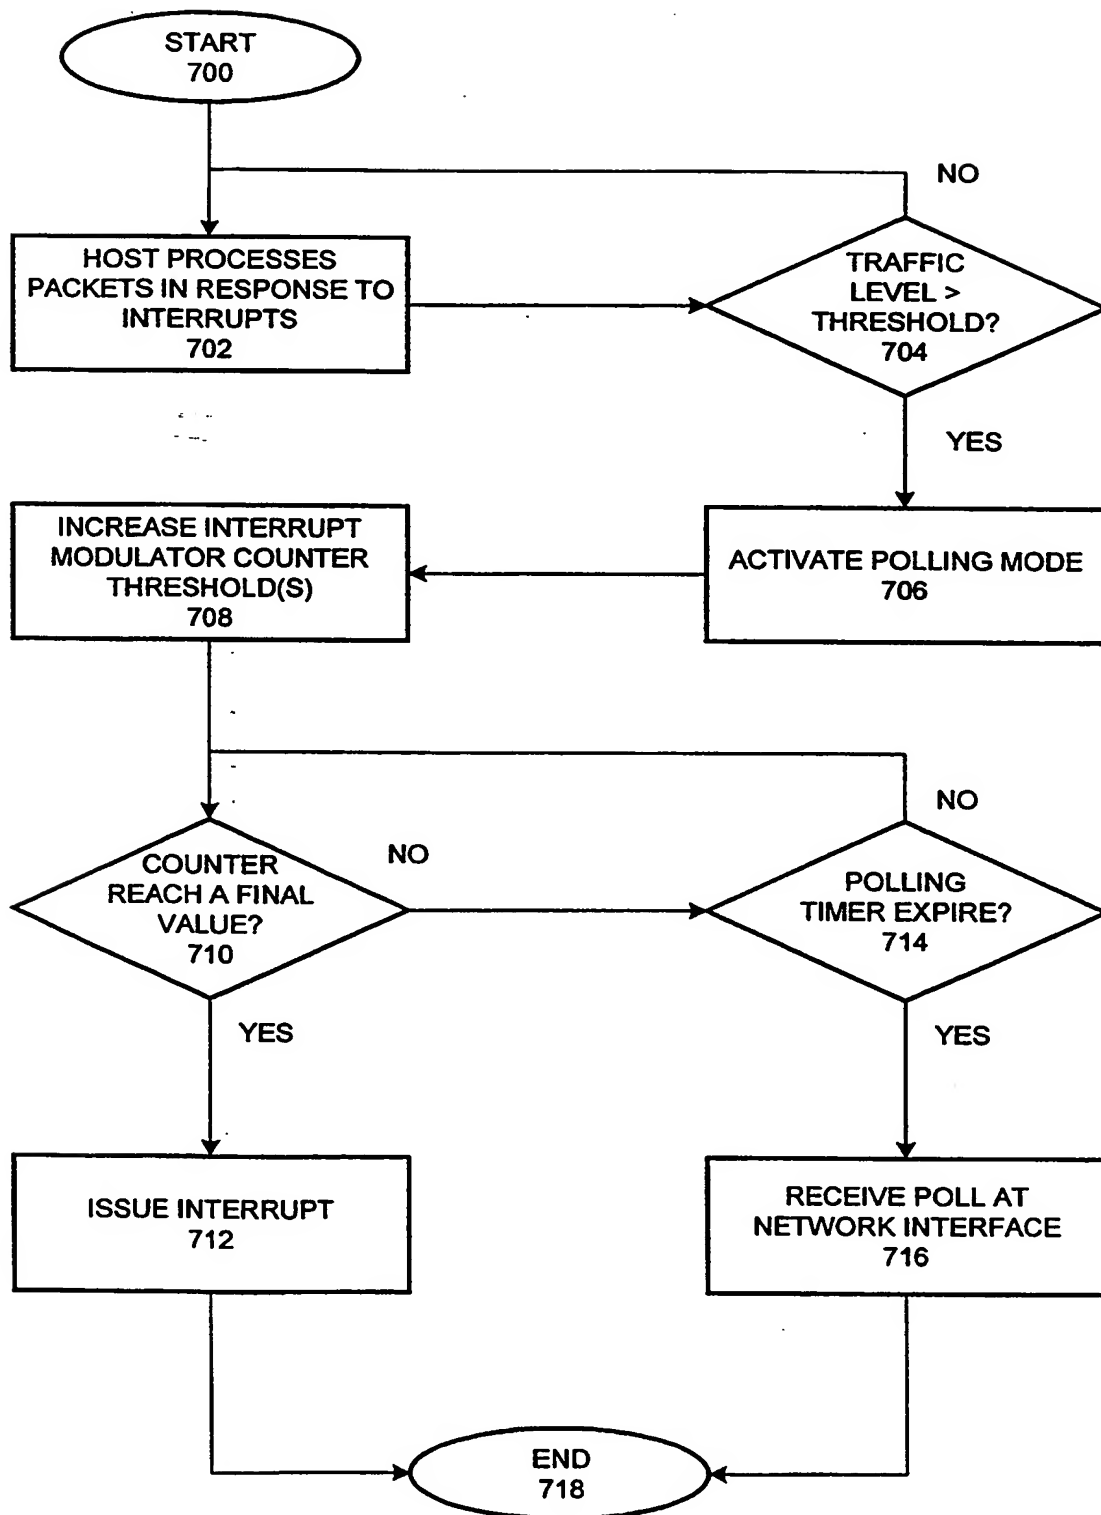 START
700
NO
HOST PROCESSES
PACKETS IN RESPONSE TO
INTERRUPTS
702
TRAFFIC
LEVEL >
THRESHOLD?
704
YES
INCREASE INTERRUPT
MODULATOR COUNTER
THRESHOLD(S)
708
ACTIVATE POLLING MODE
706
NO
COUNTER
REACH A FINAL
VALUE?
710
NO
POLLING
TIMER EXPIRE?
714
YES
YES
ISSUE INTERRUPT
712
RECEIVE POLL AT
NETWORK INTERFACE
716
END
718